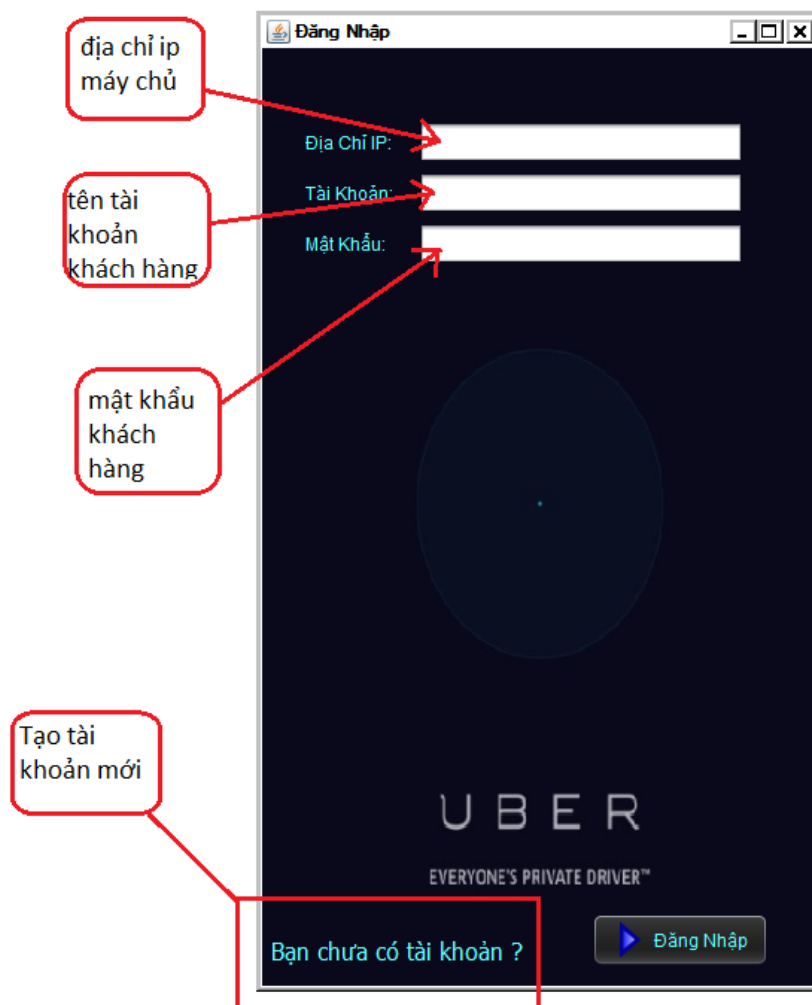 Đăng Nhập
địa chỉ ip
máy chủ
Địa Chỉ IP:
tên tài
khoản
khách hàng
Tài Khoản:
Mật Khẩu:
mật khẩu
khách
hàng
Tạo tài
khoản mới
UBER
EVERYONE'S PRIVATE DRIVER™
Bạn chưa có tài khoản ?
Đăng Nhập